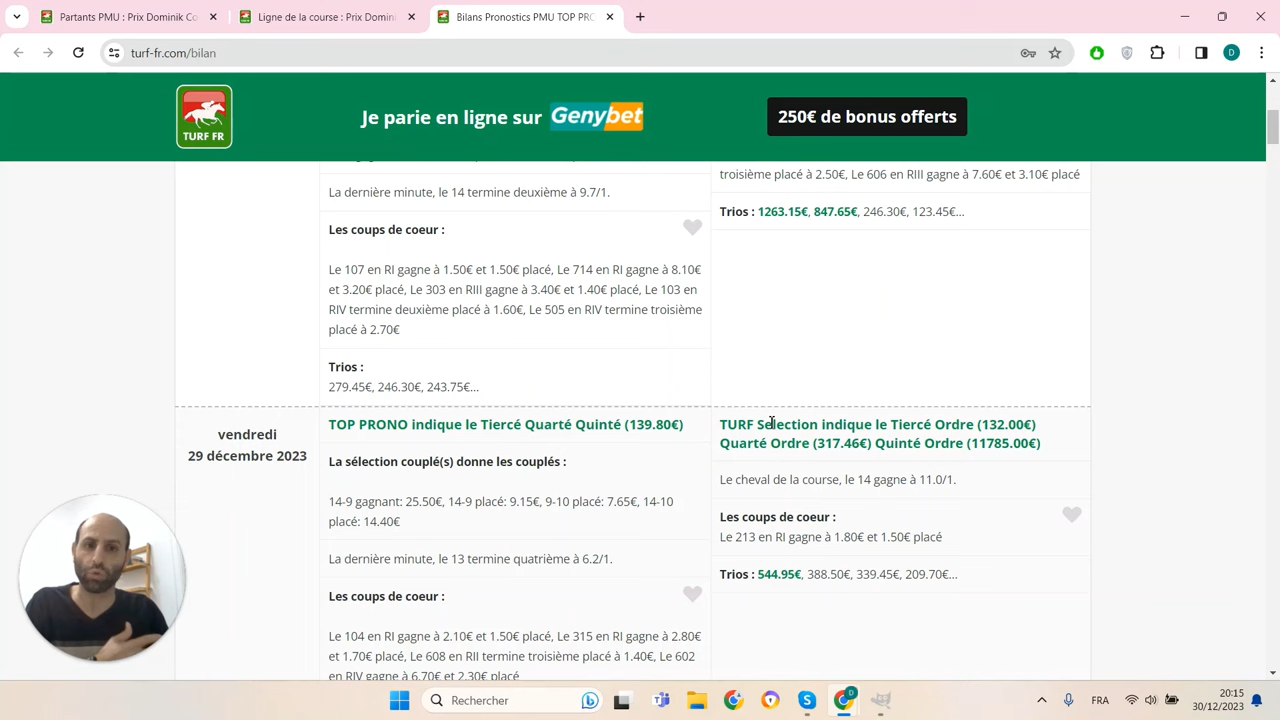 Partants PMU : Prix Dominik Co
Ligne de la course : Prix Domin
Bilans Pronostics PMU TOP PRO
turf-fr.com/bilan
D
TURF FR
Je parie en ligne sur Genybet
250€ de bonus offerts
La dernière minute, le 14 termine deuxième à 9.7/1.
Les coups de coeur :
Le 107 en RI gagne à 1.50€ et 1.50€ placé, Le 714 en RI gagne à 8.10€
et 3.20€ placé, Le 303 en RIII gagne à 3.40€ et 1.40€ placé, Le 103 en
RIV termine deuxième placé à 1.60€, Le 505 en RIV termine troisième
placé à 2.70€
Trios :
279.45€, 246.30€, 243.75€...
troisième placé à 2.50€, Le 606 en RIII gagne à 7.60€ et 3.10€ placé
Trios : 1263.15€, 847.65€, 246.30€, 123.45€...
vendredi
29 décembre 2023
TOP PRONO indique le Tiercé Quarté Quinté (139.80€)
La sélection couplé(s) donne les couplés :
14-9 gagnant: 25.50€, 14-9 placé: 9.15€, 9-10 placé: 7.65€, 14-10
placé: 14.40€
La dernière minute, le 13 termine quatrième à 6.2/1.
Les coups de coeur :
Le 104 en RI gagne à 2.10€ et 1.50€ placé, Le 315 en RI gagne à 2.80€
et 1.70€ placé, Le 608 en RII termine troisième placé à 1.40€, Le 602
en RIV gagne à 6.70€ et 2.30€ placé
TURF Sélection indique le Tiercé Ordre (132.00€)
Quarté Ordre (317.46€) Quinté Ordre (11785.00€)
Le cheval de la course, le 14 gagne à 11.0/1.
Les coups de coeur :
Le 213 en RI gagne à 1.80€ et 1.50€ placé
Trios : 544.95€, 388.50€, 339.45€, 209.70€...
Rechercher
FRA
20:15
30/12/2023